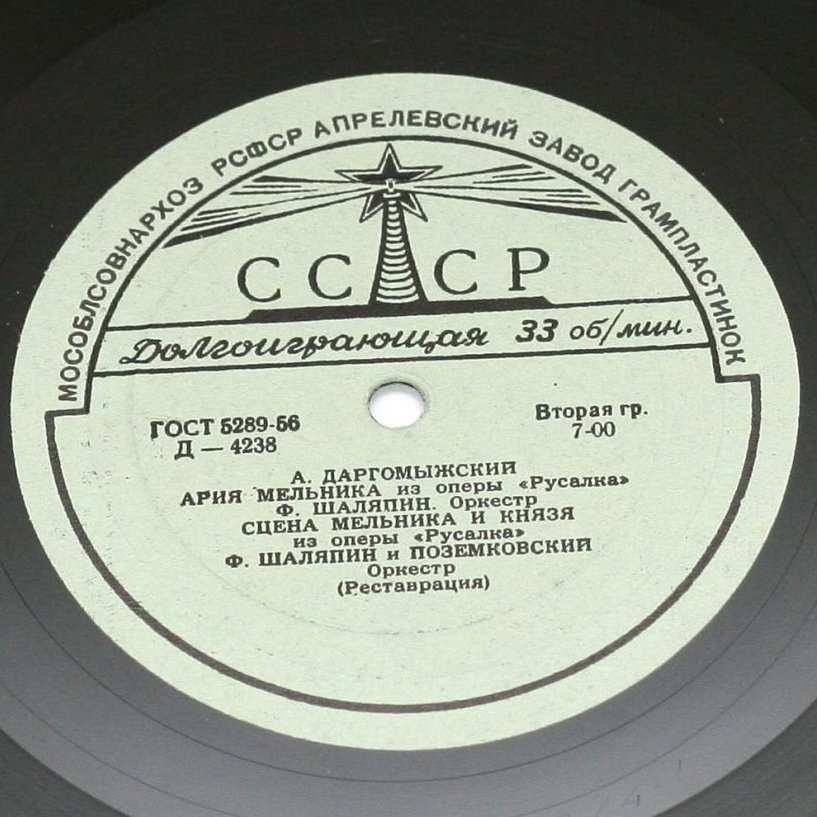 МОСОБЛСОВНАРХОЗ РСФСР АПРЕЛЕВСКИЙ ЗАВОД ГРАМПЛАСТИНОК
СССР
Долгоиграющая 33 об/мин.
ГОСТ 5289-56
Д — 4238
Вторая гр.
7-00
А. ДАРГОМЫЖСКИЙ
АРИЯ МЕЛЬНИКА из оперы «Русалка»
Ф. ШАЛЯПИН. Оркестр
СЦЕНА МЕЛЬНИКА И КНЯЗЯ
из оперы «Русалка»
Ф. ШАЛЯПИН и ПОЗЕМКОВСКИЙ
Оркестр
(Реставрация)